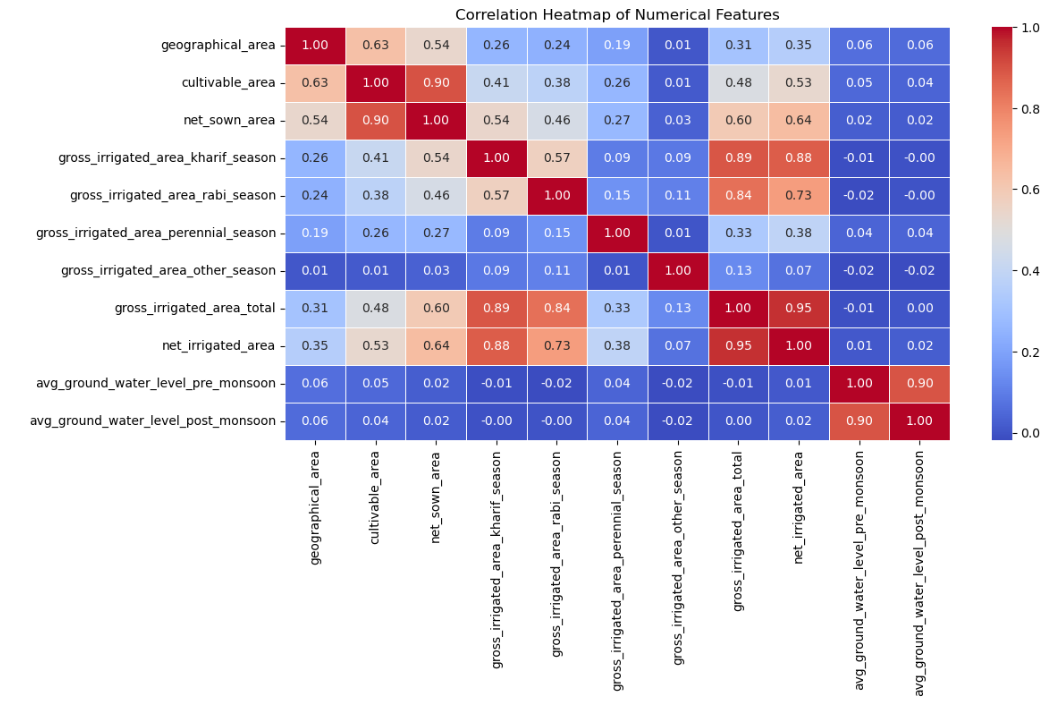 Correlation Heatmap of Numerical Features
geographical_area 1.00 0.63 0.54 0.26 0.24 0.19 0.01 0.31 0.35 0.06 0.06
cultivable_area 0.63 1.00 0.90 0.41 0.38 0.26 0.01 0.48 0.53 0.05 0.04
net_sown_area 0.54 0.90 1.00 0.54 0.46 0.27 0.03 0.60 0.64 0.02 0.02
gross_irrigated_area_kharif_season 0.26 0.41 0.54 1.00 0.57 0.09 0.09 0.89 0.88 -0.01 -0.00
gross_irrigated_area_rabi_season 0.24 0.38 0.46 0.57 1.00 0.15 0.11 0.84 0.73 -0.02 -0.00
gross_irrigated_area_perennial_season 0.19 0.26 0.27 0.09 0.15 1.00 0.01 0.33 0.38 0.04 0.04
gross_irrigated_area_other_season 0.01 0.01 0.03 0.09 0.11 0.01 1.00 0.13 0.07 -0.02 -0.02
gross_irrigated_area_total 0.31 0.48 0.60 0.89 0.84 0.33 0.13 1.00 0.95 -0.01 0.00
net_irrigated_area 0.35 0.53 0.64 0.88 0.73 0.38 0.07 0.95 1.00 0.01 0.02
avg_ground_water_level_pre_monsoon 0.06 0.05 0.02 -0.01 -0.02 0.04 -0.02 -0.01 0.01 1.00 0.90
avg_ground_water_level_post_monsoon 0.06 0.04 0.02 -0.00 -0.00 0.04 -0.02 0.00 0.02 0.90 1.00
geographical_area
cultivable_area
net_sown_area
gross_irrigated_area_kharif_season
gross_irrigated_area_rabi_season
gross_irrigated_area_perennial_season
gross_irrigated_area_other_season
gross_irrigated_area_total
net_irrigated_area
avg_ground_water_level_pre_monsoon
avg_ground_water_level_post_monsoon
1.0
0.8
0.6
0.4
0.2
0.0